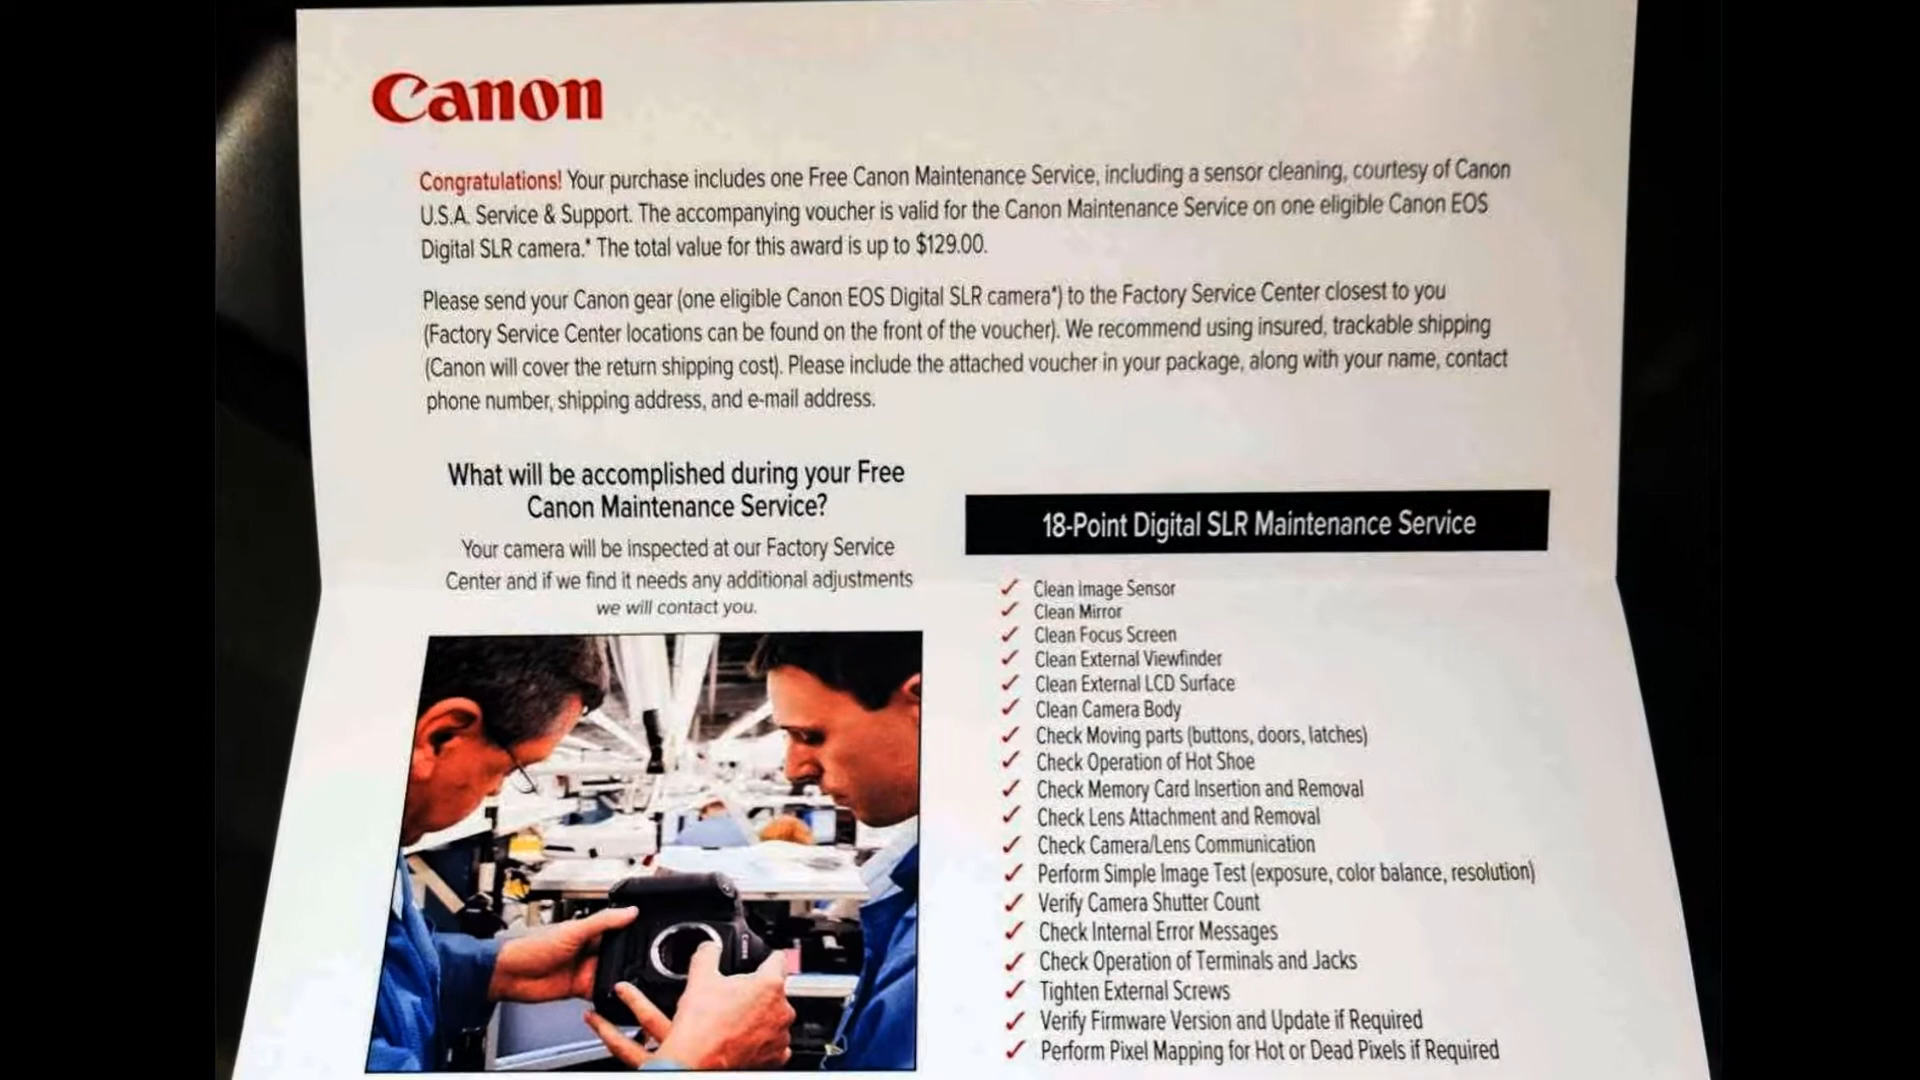 Canon
Congratulations! Your purchase includes one Free Canon Maintenance Service, including a sensor cleaning, courtesy of Canon
U.S.A. Service & Support. The accompanying voucher is valid for the Canon Maintenance Service on one eligible Canon EOS
Digital SLR camera.* The total value for this award is up to $129.00.
Please send your Canon gear (one eligible Canon EOS Digital SLR camera*) to the Factory Service Center closest to you
(Factory Service Center locations can be found on the front of the voucher). We recommend using insured, trackable shipping
(Canon will cover the return shipping cost). Please include the attached voucher in your package, along with your name, contact
phone number, shipping address, and e-mail address.
What will be accomplished during your Free
Canon Maintenance Service?
Your camera will be inspected at our Factory Service
Center and if we find it needs any additional adjustments
we will contact you.
18-Point Digital SLR Maintenance Service
Clean Image Sensor
Clean Mirror
Clean Focus Screen
Clean External Viewfinder
Clean External LCD Surface
Clean Camera Body
Check Moving parts (buttons, doors, latches)
Check Operation of Hot Shoe
Check Memory Card Insertion and Removal
Check Lens Attachment and Removal
Check Camera/Lens Communication
Perform Simple Image Test (exposure, color balance, resolution)
Verify Camera Shutter Count
Check Internal Error Messages
Check Operation of Terminals and Jacks
Tighten External Screws
Verify Firmware Version and Update if Required
Perform Pixel Mapping for Hot or Dead Pixels if Required
Canon